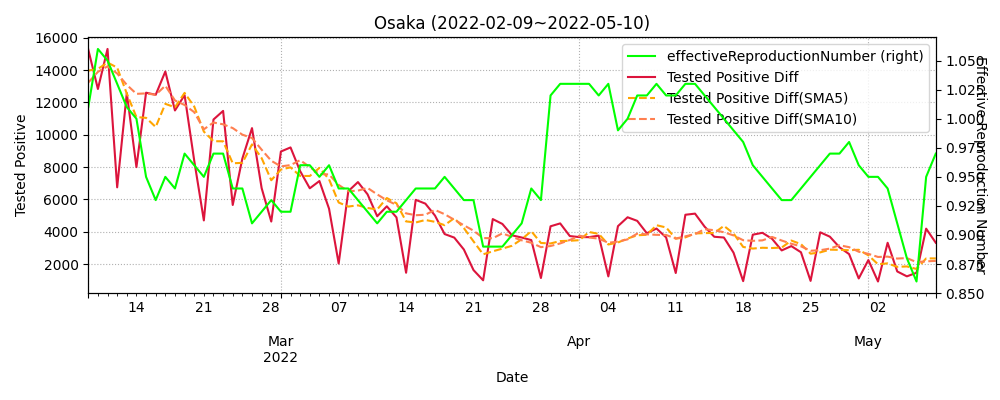 Osaka (2022-02-09~2022-05-10)
16000
14000
12000
10000
8000
6000
4000
2000
Tested Positive
effectiveReproductionNumber (right)
Tested Positive Diff
Tested Positive Diff(SMA5)
Tested Positive Diff(SMA10)
1.050
1.025
1.000
0.975
0.950
0.925
0.900
0.875
0.850
Effective Reproduction Number
14 21 28 07 14 21 28 04 11 18 25 02
Mar Apr May
2022
Date